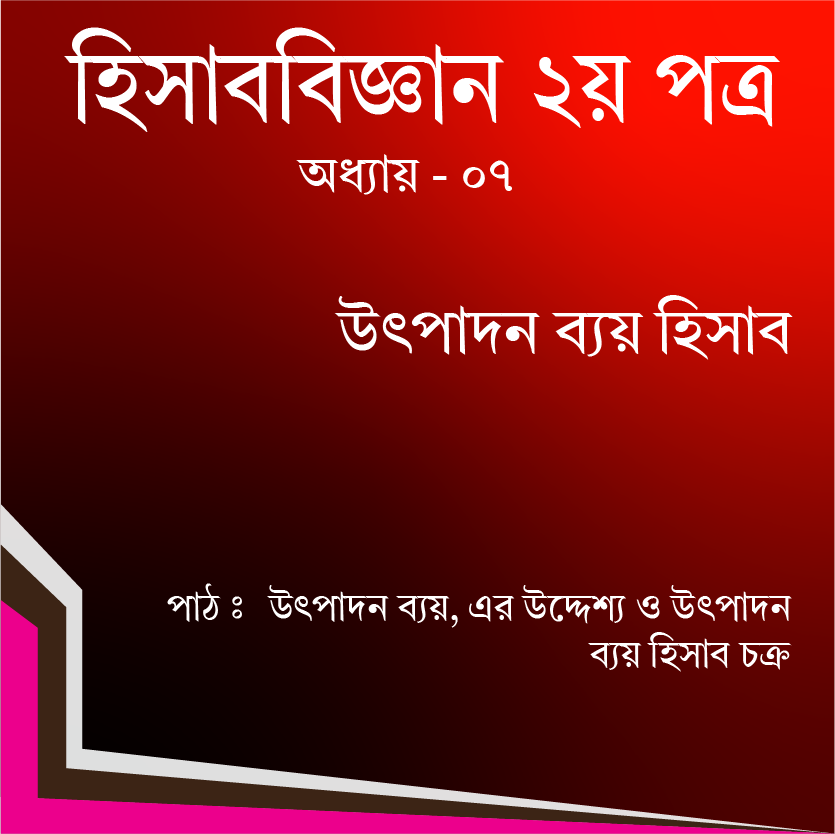 হিসাববিজ্ঞান ২য় পত্র
অধ্যায় - ০৭
উৎপাদন ব্যয় হিসাব
পাঠ ঃ উৎপাদন ব্যয়, এর উদ্দেশ্য ও উৎপাদন
ব্যয় হিসাব চক্র